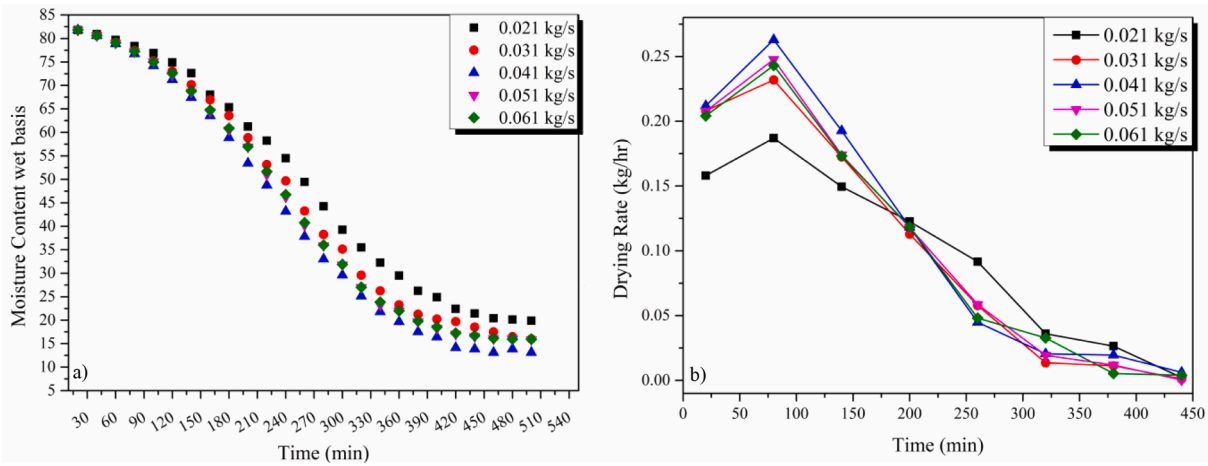 85
80
75
70
65
60
55
50
45
40
35
30
25
20
15
10
5
Moisture Content wet basis
0.021 kg/s
0.031 kg/s
0.041 kg/s
0.051 kg/s
0.061 kg/s
a)
30 60 90 120 150 180 210 240 270 300 330 360 390 420 450 480 510 540
Time (min)
0.25
0.20
0.15
0.10
0.05
0.00
Drying Rate (kg/hr)
0.021 kg/s
0.031 kg/s
0.041 kg/s
0.051 kg/s
0.061 kg/s
b)
0 50 100 150 200 250 300 350 400 450
Time (min)